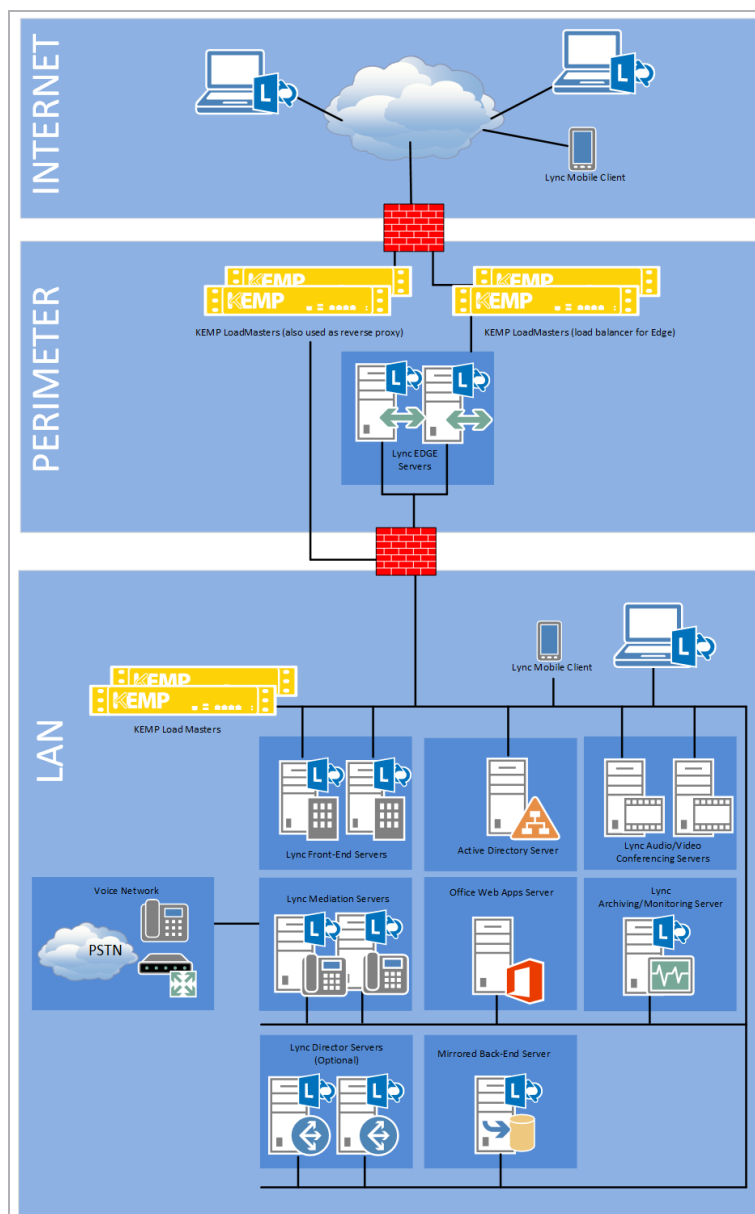 INTERNET
L
L
Lync Mobile Client
PERIMETER
KEMP
KEMP
KEMP
KEMP
KEMP LoadMasters (also used as reverse proxy)
KEMP LoadMasters (load balancer for Edge)
L
L
Lync EDGE
Servers
LAN
L
Lync Mobile Client
KEMP
KEMP
KEMP Load Masters
L
L
Lync Front-End Servers
Active Directory Server
Lync Audio/Video
Conferencing Servers
Voice Network
PSTN
Lync Mediation Servers
L
L
Office Web Apps Server
Lync
Archiving/Monitoring Server
L
Lync Director Servers
(Optional)
L
L
Mirrored Back-End Server
L